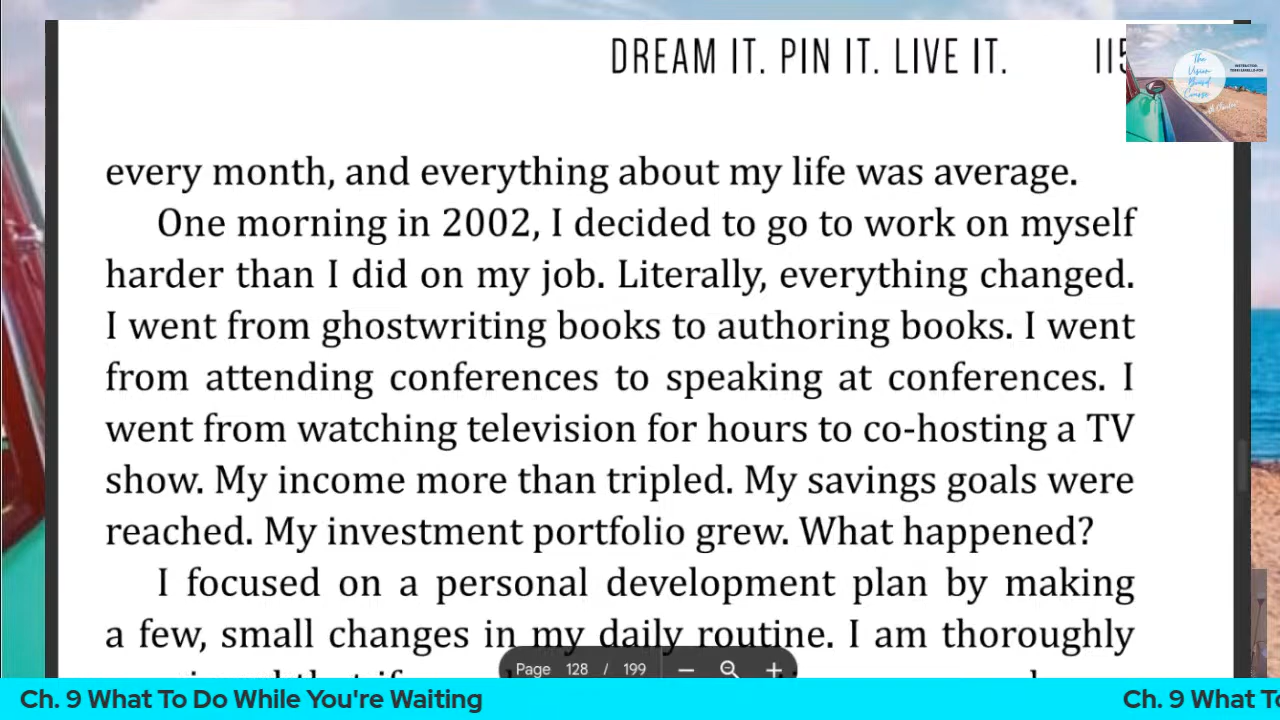 DREAM IT. PIN IT. LIVE IT. 115
The
Vision
Board
Course
every month, and everything about my life was average.
One morning in 2002, I decided to go to work on myself
harder than I did on my job. Literally, everything changed.
I went from ghostwriting books to authoring books. I went
from attending conferences to speaking at conferences. I
went from watching television for hours to co-hosting a TV
show. My income more than tripled. My savings goals were
reached. My investment portfolio grew. What happened?
I focused on a personal development plan by making
a few, small changes in my daily routine. I am thoroughly
Page 128 / 199
Ch. 9 What To Do While You're Waiting Ch. 9 What To